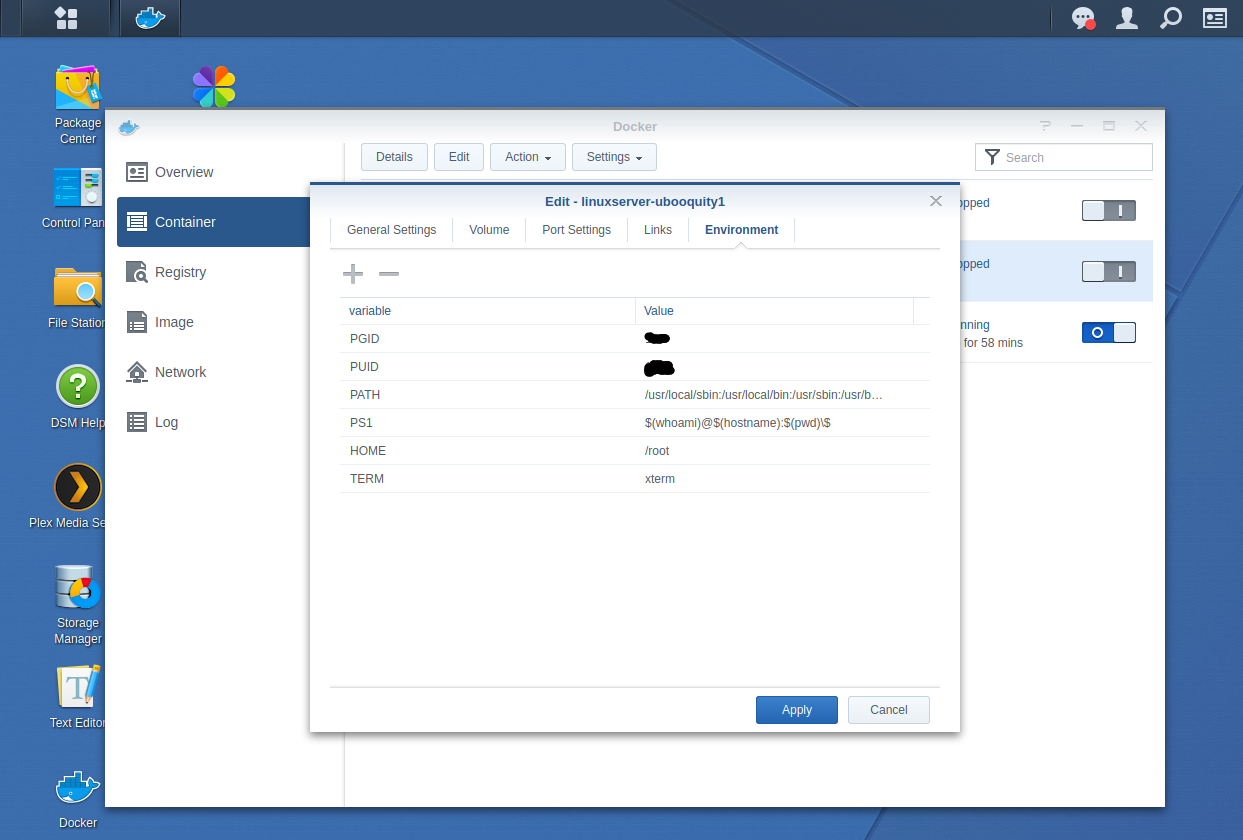 Package
Center
Control Pan
File Station
DSM Help
Plex Media Se
Storage
Manager
Text Editor
Docker
Docker
Overview
Container
Registry
Image
Network
Log
Details
Edit
Action
Settings
Search
opped
opped
nning
for 58 mins
Edit - linuxserver-ubooquity1
General Settings
Volume
Port Settings
Links
Environment
variable
Value
PGID
PUID
PATH
/usr/local/sbin:/usr/local/bin:/usr/sbin:/usr/b…
PS1
$(whoami)@$(hostname):$(pwd)\$
HOME
/root
TERM
xterm
Apply
Cancel